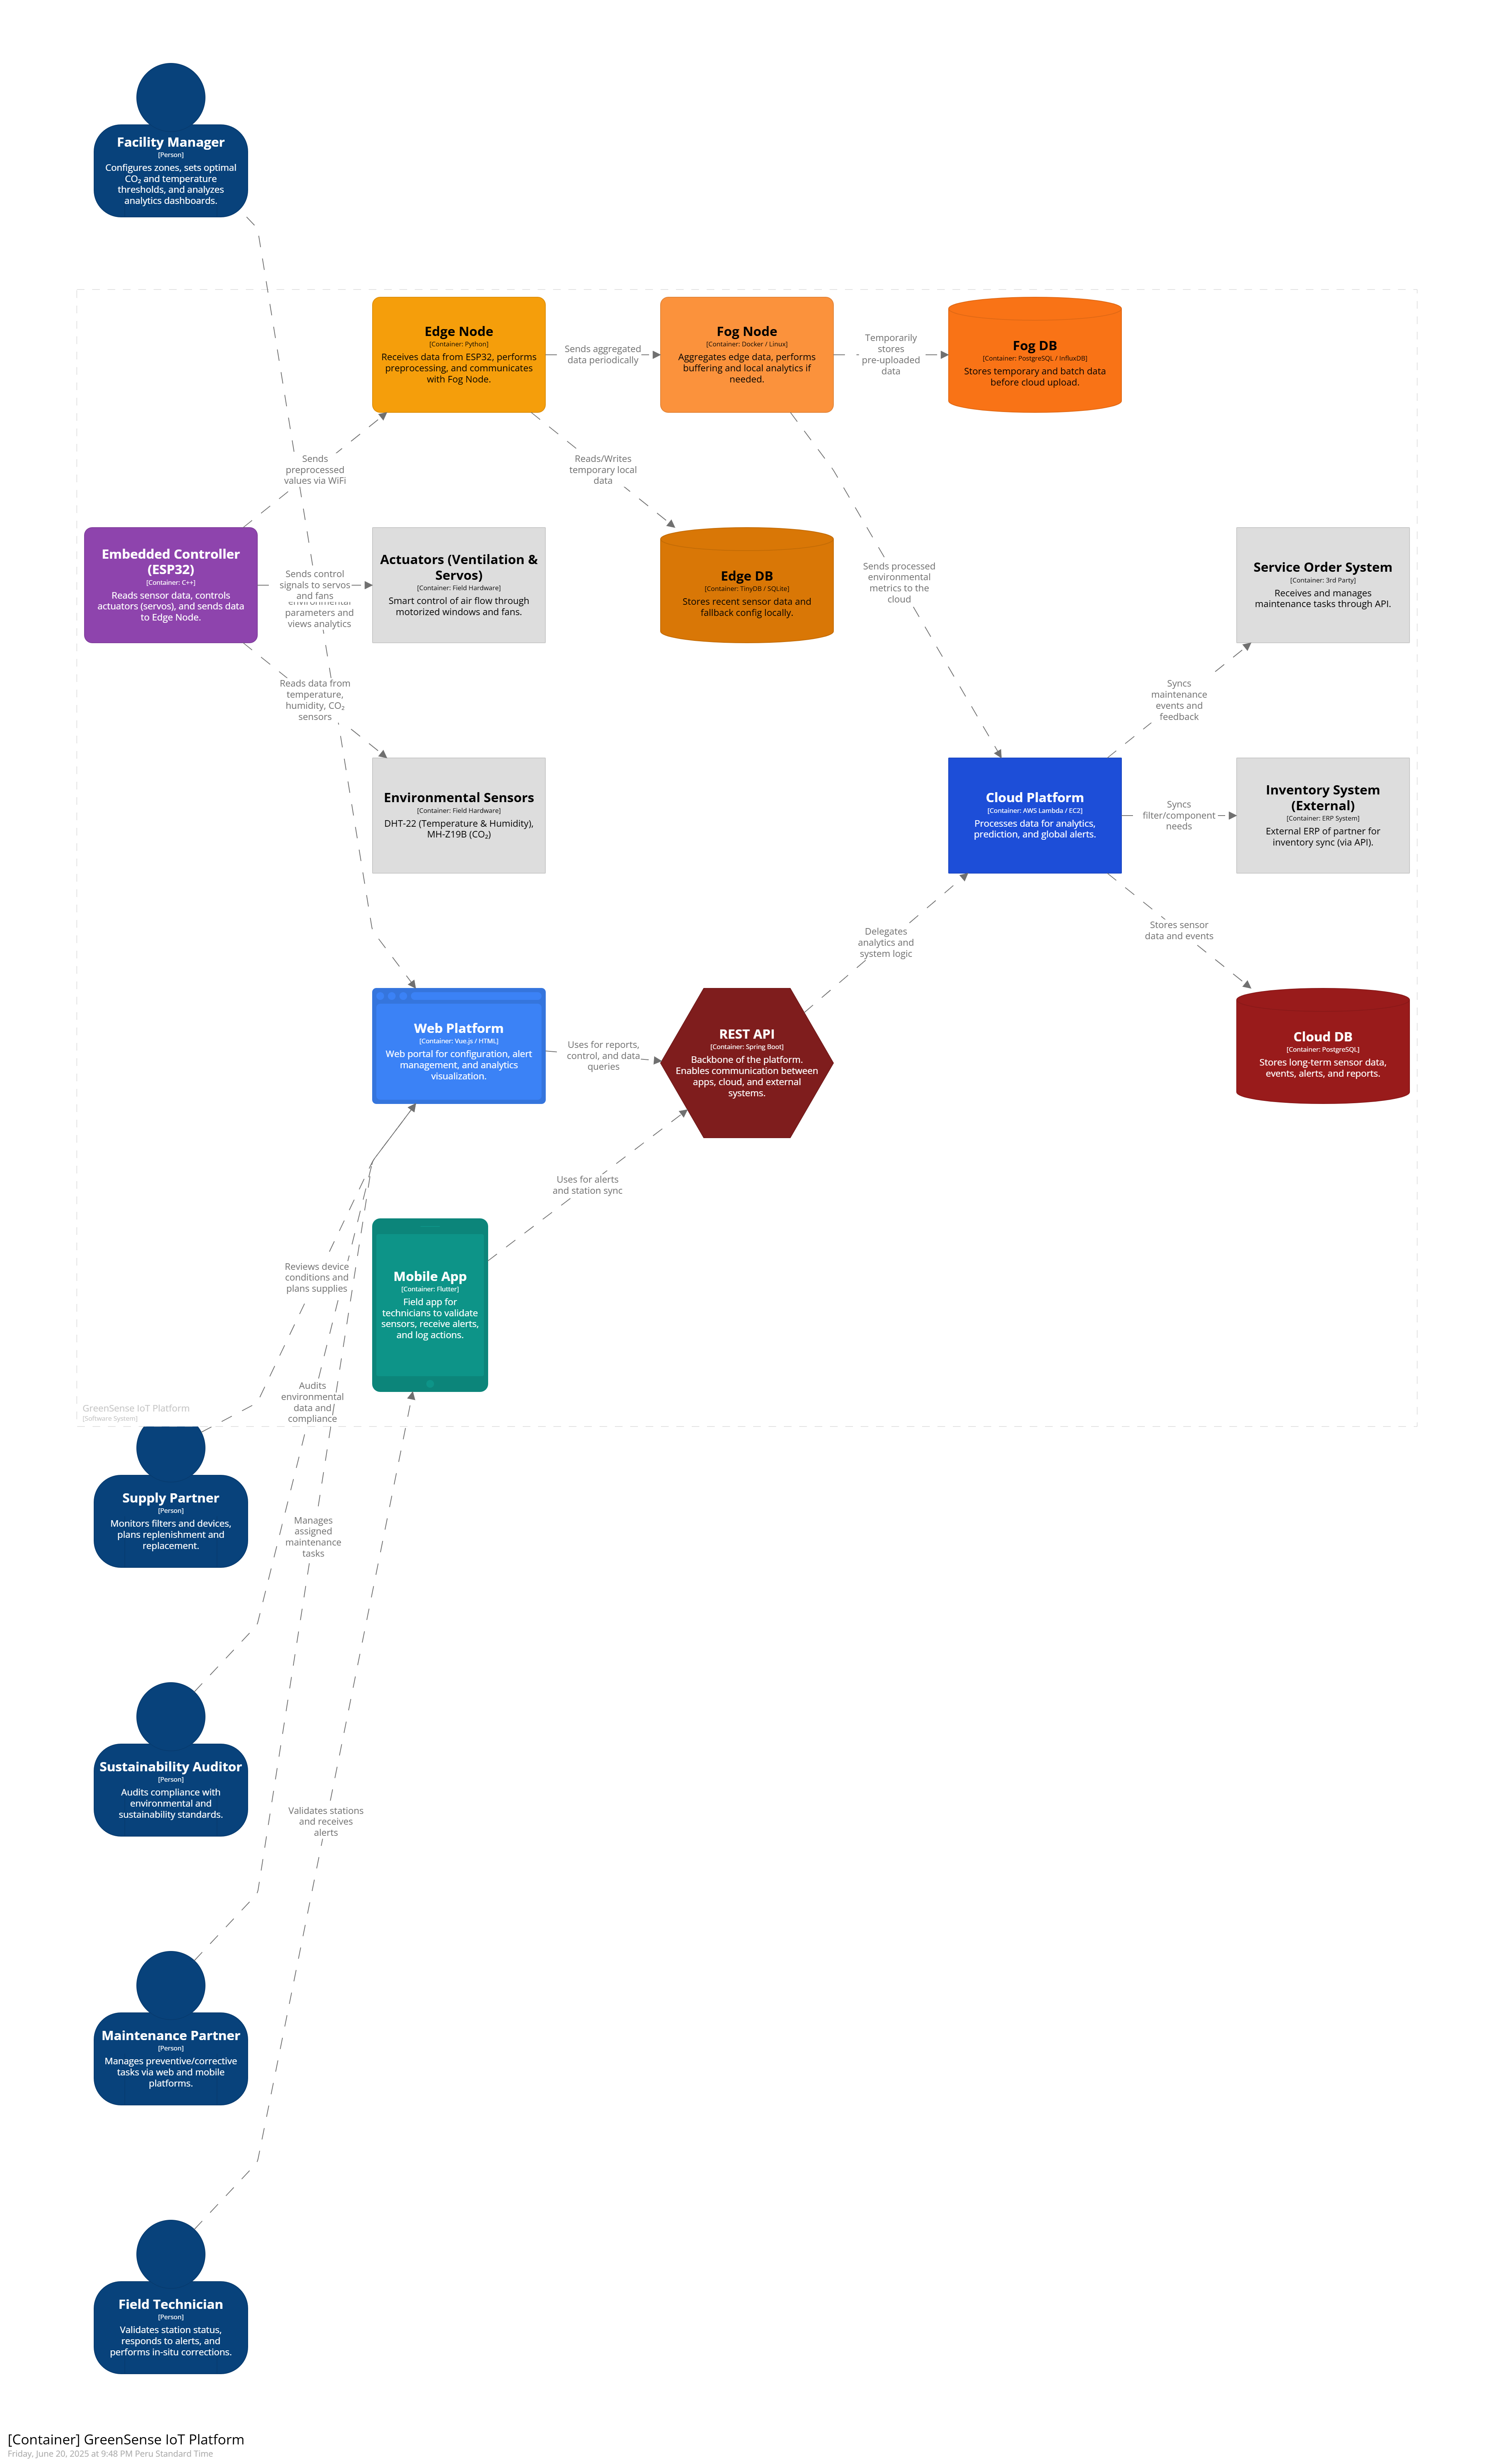 Facility Manager
[Person]
Configures zones, sets optimal
CO₂ and temperature
thresholds, and analyzes
analytics dashboards.
Edge Node
[Container: Python]
Receives data from ESP32, performs
preprocessing, and communicates
with Fog Node.
Sends aggregated
data periodically
Fog Node
[Container: Docker / Linux]
Aggregates edge data, performs
buffering and local analytics if
needed.
Temporarily
stores
pre-uploaded
data
Fog DB
[Container: PostgreSQL / InfluxDB]
Stores temporary and batch data
before cloud upload.
Sends
preprocessed
values via WiFi
Reads/Writes
temporary local
data
Embedded Controller
(ESP32)
[Container: C++]
Reads sensor data, controls
actuators (servos), and sends data
to Edge Node.
Sends control
signals to servos
and fans
environmental
parameters and
views analytics
Actuators (Ventilation &
Servos)
[Container: Field Hardware]
Smart control of air flow through
motorized windows and fans.
Edge DB
[Container: TinyDB / SQLite]
Stores recent sensor data and
fallback config locally.
Sends processed
environmental
metrics to the
cloud
Service Order System
[Container: 3rd Party]
Receives and manages
maintenance tasks through API.
Reads data from
temperature,
humidity, CO₂
sensors
Syncs
maintenance
events and
feedback
Environmental Sensors
[Container: Field Hardware]
DHT-22 (Temperature & Humidity),
MH-Z19B (CO₂)
Cloud Platform
[Container: AWS Lambda / EC2]
Processes data for analytics,
prediction, and global alerts.
Syncs
filter/component
needs
Inventory System
(External)
[Container: ERP System]
External ERP of partner for
inventory sync (via API).
Delegates
analytics and
system logic
Stores sensor
data and events
Web Platform
[Container: Vue.js / HTML]
Web portal for configuration, alert
management, and analytics
visualization.
Uses for reports,
control, and data
queries
REST API
[Container: Spring Boot]
Backbone of the platform.
Enables communication between
apps, cloud, and external
systems.
Cloud DB
[Container: PostgreSQL]
Stores long-term sensor data,
events, alerts, and reports.
Uses for alerts
and station sync
Reviews device
conditions and
plans supplies
Mobile App
[Container: Flutter]
Field app for
technicians to validate
sensors, receive alerts,
and log actions.
Audits
environmental
data and
compliance
GreenSense IoT Platform
[Software System]
Supply Partner
[Person]
Monitors filters and devices,
plans replenishment and
replacement.
Manages
assigned
maintenance
tasks
Sustainability Auditor
[Person]
Audits compliance with
environmental and
sustainability standards.
Validates stations
and receives
alerts
Maintenance Partner
[Person]
Manages preventive/corrective
tasks via web and mobile
platforms.
Field Technician
[Person]
Validates station status,
responds to alerts, and
performs in-situ corrections.
[Container] GreenSense IoT Platform
Friday, June 20, 2025 at 9:48 PM Peru Standard Time